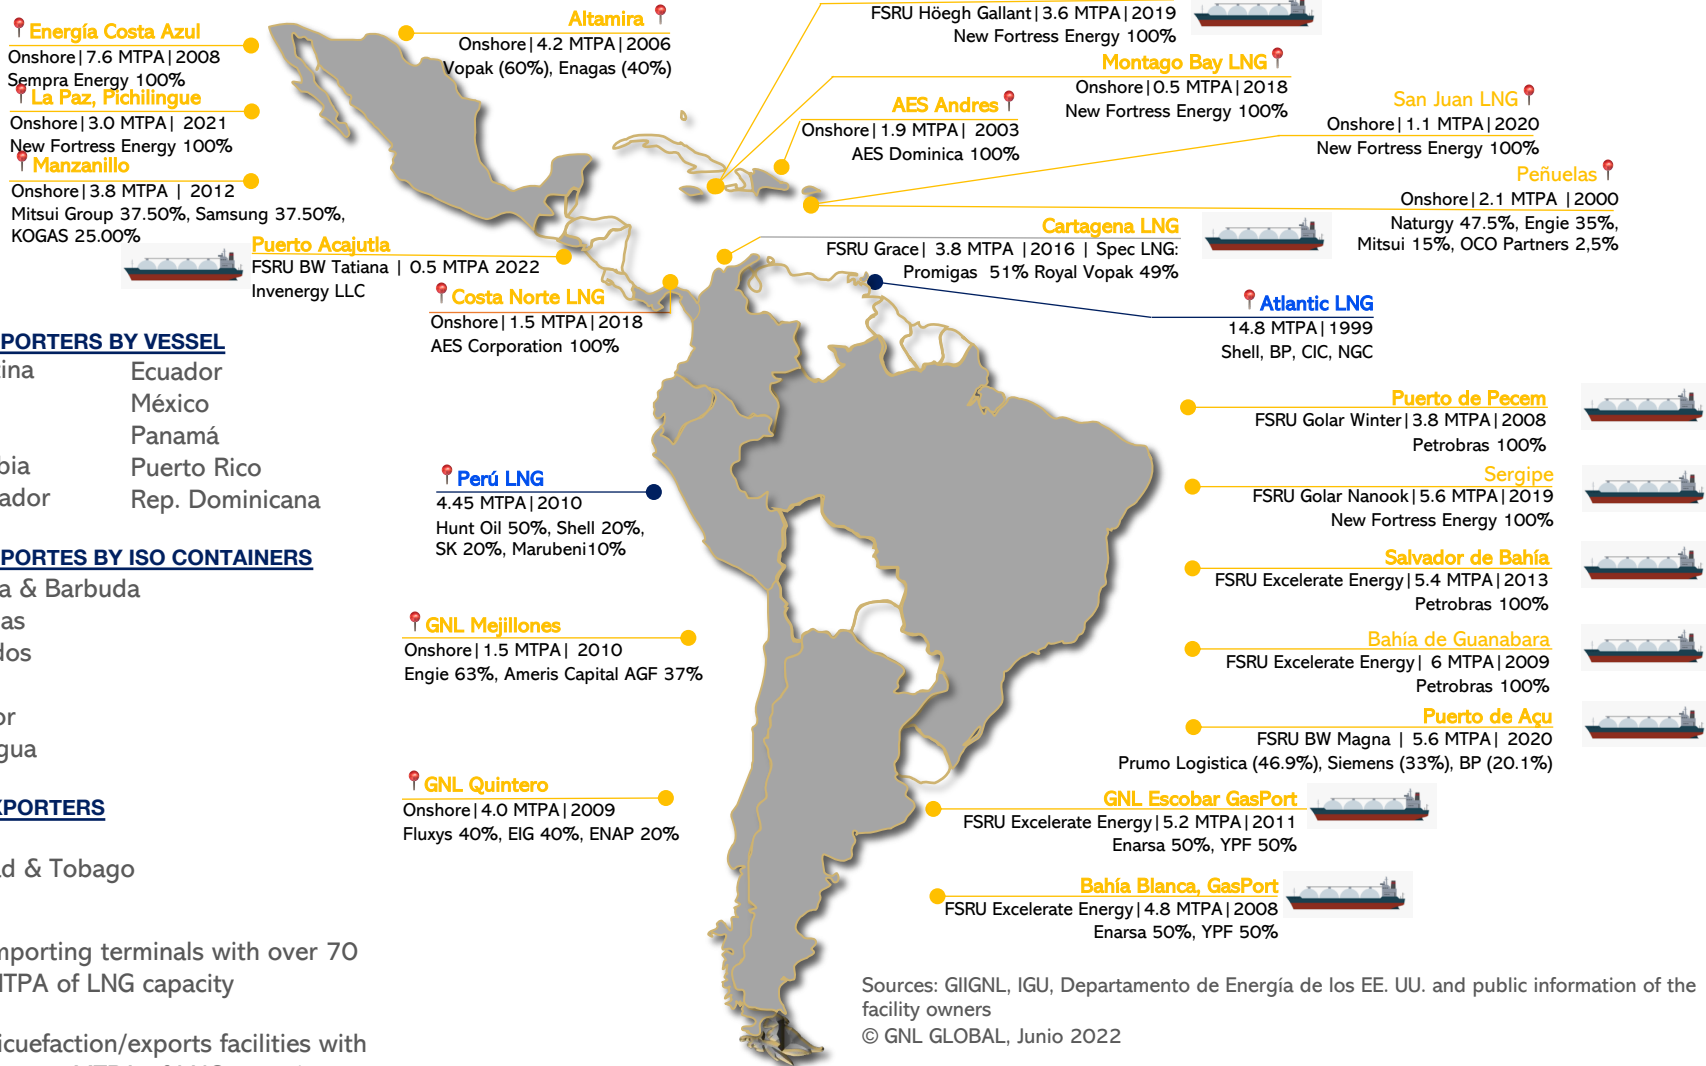 Energía Costa Azul
Onshore|7.6 MTPA|2008
Sempra Energy 100%
La Paz, Pichilingue
Onshore|3.0 MTPA| 2021
New Fortress Energy 100%
Manzanillo
Onshore|3.8 MTPA | 2012
Mitsui Group 37.50%, Samsung 37.50%,
KOGAS 25.00%
Altamira
Onshore|4.2 MTPA|2006
Vopak (60%), Enagas (40%)
FSRU Höegh Gallant|3.6 MTPA|2019
New Fortress Energy 100%
Montago Bay LNG
Onshore|0.5 MTPA|2018
New Fortress Energy 100%
AES Andres
Onshore|1.9 MTPA| 2003
AES Dominica 100%
San Juan LNG
Onshore|1.1 MTPA|2020
New Fortress Energy 100%
Peñuelas
Onshore|2.1 MTPA |2000
Naturgy 47.5%, Engie 35%,
Mitsui 15%, OCO Partners 2,5%
Puerto Acajutla
FSRU BW Tatiana | 0.5 MTPA 2022
Invenergy LLC
Cartagena LNG
FSRU Grace| 3.8 MTPA |2016 | Spec LNG:
Promigas 51% Royal Vopak 49%
Costa Norte LNG
Onshore|1.5 MTPA|2018
AES Corporation 100%
Atlantic LNG
14.8 MTPA|1999
Shell, BP, CIC, NGC
PORTERS BY VESSEL
tina
bia
ador
Ecuador
México
Panamá
Puerto Rico
Rep. Dominicana
PORTES BY ISO CONTAINERS
a & Barbuda
as
dos
or
gua
XPORTERS
d & Tobago
mporting terminals with over 70
MTPA of LNG capacity
icuefaction/exports facilities with
Perú LNG
4.45 MTPA|2010
Hunt Oil 50%, Shell 20%,
SK 20%, Marubeni10%
GNL Mejillones
Onshore|1.5 MTPA| 2010
Engie 63%, Ameris Capital AGF 37%
GNL Quintero
Onshore|4.0 MTPA|2009
Fluxys 40%, EIG 40%, ENAP 20%
Puerto de Pecem
FSRU Golar Winter|3.8 MTPA|2008
Petrobras 100%
Sergipe
FSRU Golar Nanook|5.6 MTPA|2019
New Fortress Energy 100%
Salvador de Bahía
FSRU Excelerate Energy|5.4 MTPA|2013
Petrobras 100%
Bahía de Guanabara
FSRU Excelerate Energy| 6 MTPA|2009
Petrobras 100%
Puerto de Açu
FSRU BW Magna | 5.6 MTPA| 2020
Prumo Logistica (46.9%), Siemens (33%), BP (20.1%)
GNL Escobar GasPort
FSRU Excelerate Energy|5.2 MTPA|2011
Enarsa 50%, YPF 50%
Bahía Blanca, GasPort
FSRU Excelerate Energy|4.8 MTPA|2008
Enarsa 50%, YPF 50%
Sources: GIIGNL, IGU, Departamento de Energía de los EE. UU. and public information of the
facility owners
© GNL GLOBAL, Junio 2022